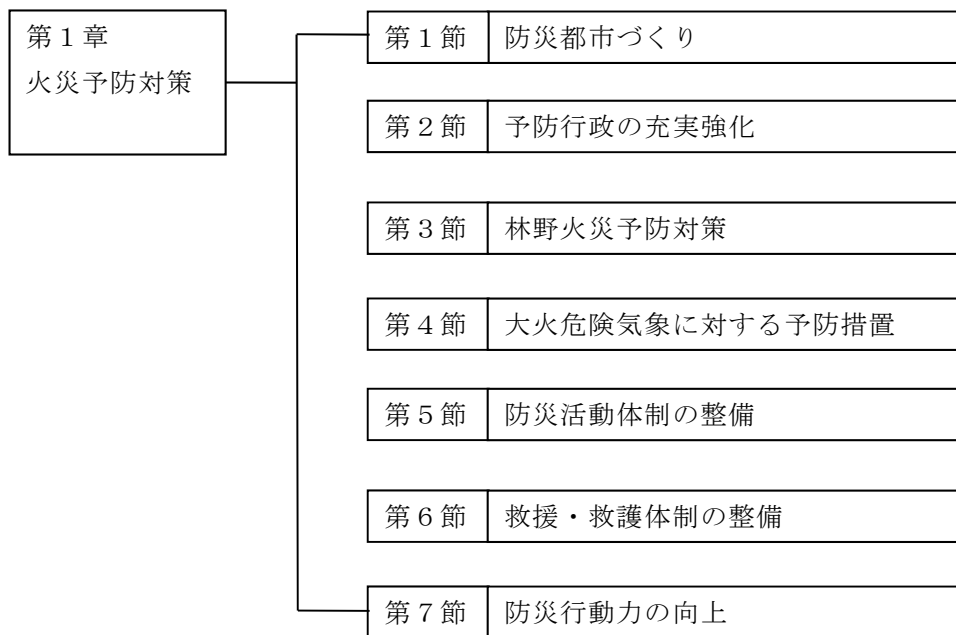 第１章
火災予防対策
第１節 防災都市づくり
第２節 予防行政の充実強化
第３節 林野火災予防対策
第４節 大火危険気象に対する予防措置
第５節 防災活動体制の整備
第６節 救援・救護体制の整備
第７節 防災行動力の向上